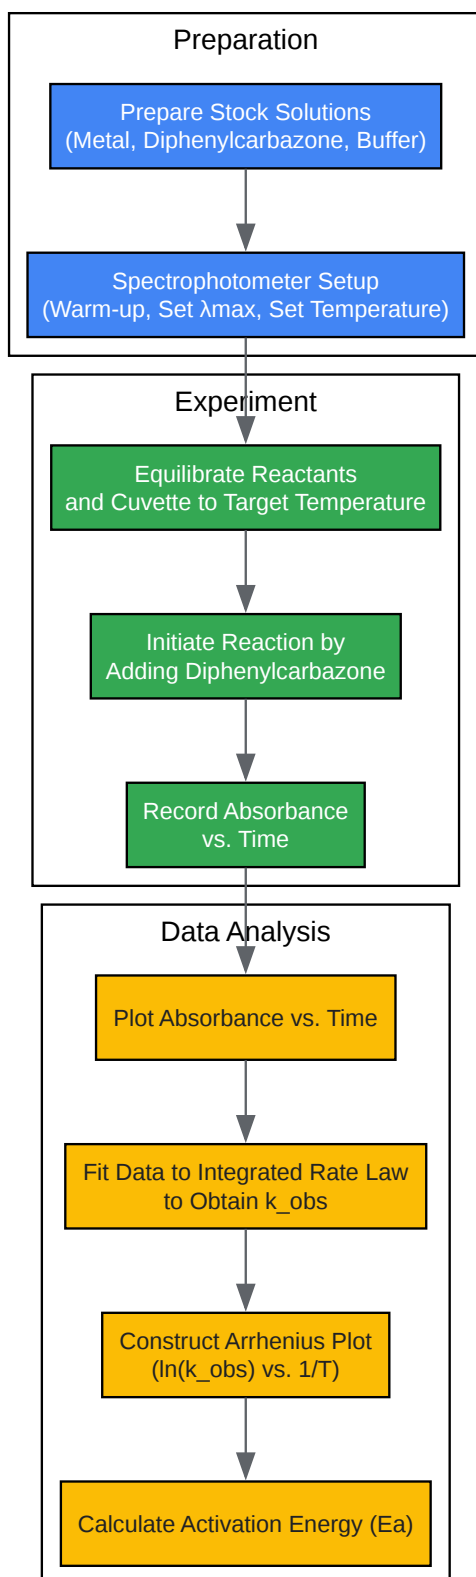 Preparation
Prepare Stock Solutions
(Metal, Diphenylcarbazone, Buffer)
Spectrophotometer Setup
(Warm-up, Set λmax, Set Temperature)
Experiment
Equilibrate Reactants
and Cuvette to Target Temperature
Initiate Reaction by
Adding Diphenylcarbazone
Record Absorbance
vs. Time
Data Analysis
Plot Absorbance vs. Time
Fit Data to Integrated Rate Law
to Obtain k_obs
Construct Arrhenius Plot
(ln(k_obs) vs. 1/T)
Calculate Activation Energy (Ea)